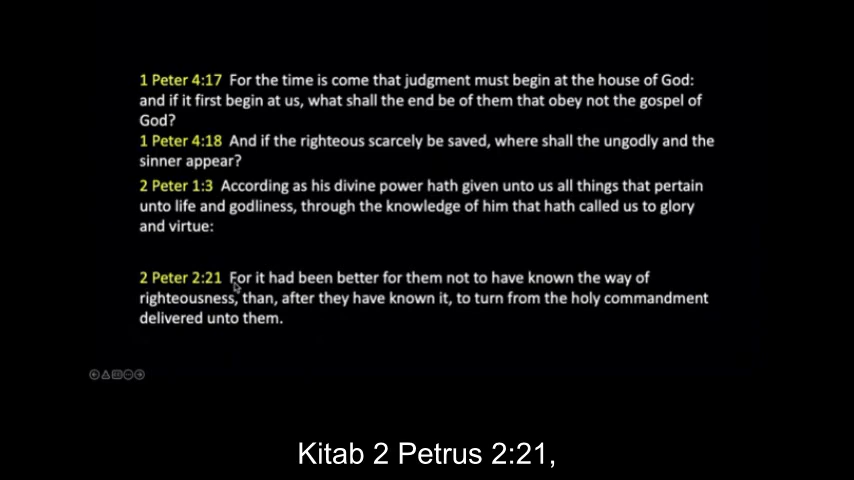 1 Peter 4:17 For the time is come that judgment must begin at the house of God:
and if it first begin at us, what shall the end be of them that obey not the gospel of
God?
1 Peter 4:18 And if the righteous scarcely be saved, where shall the ungodly and the
sinner appear?
2 Peter 1:3 According as his divine power hath given unto us all things that pertain
unto life and godliness, through the knowledge of him that hath called us to glory
and virtue:
2 Peter 2:21 For it had been better for them not to have known the way of
righteousness, than, after they have known it, to turn from the holy commandment
delivered unto them.
Kitab 2 Petrus 2:21,